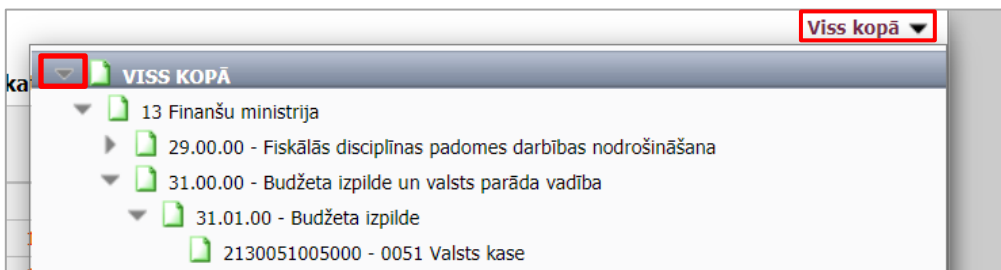 Viss kopā
VISS KOPĀ
ka
13 Finanšu ministrija
29.00.00 - Fiskālās disciplīnas padomes darbības nodrošināšana
31.00.00 - Budžeta izpilde un valsts parāda vadība
31.01.00 - Budžeta izpilde
2130051005000 - 0051 Valsts kase